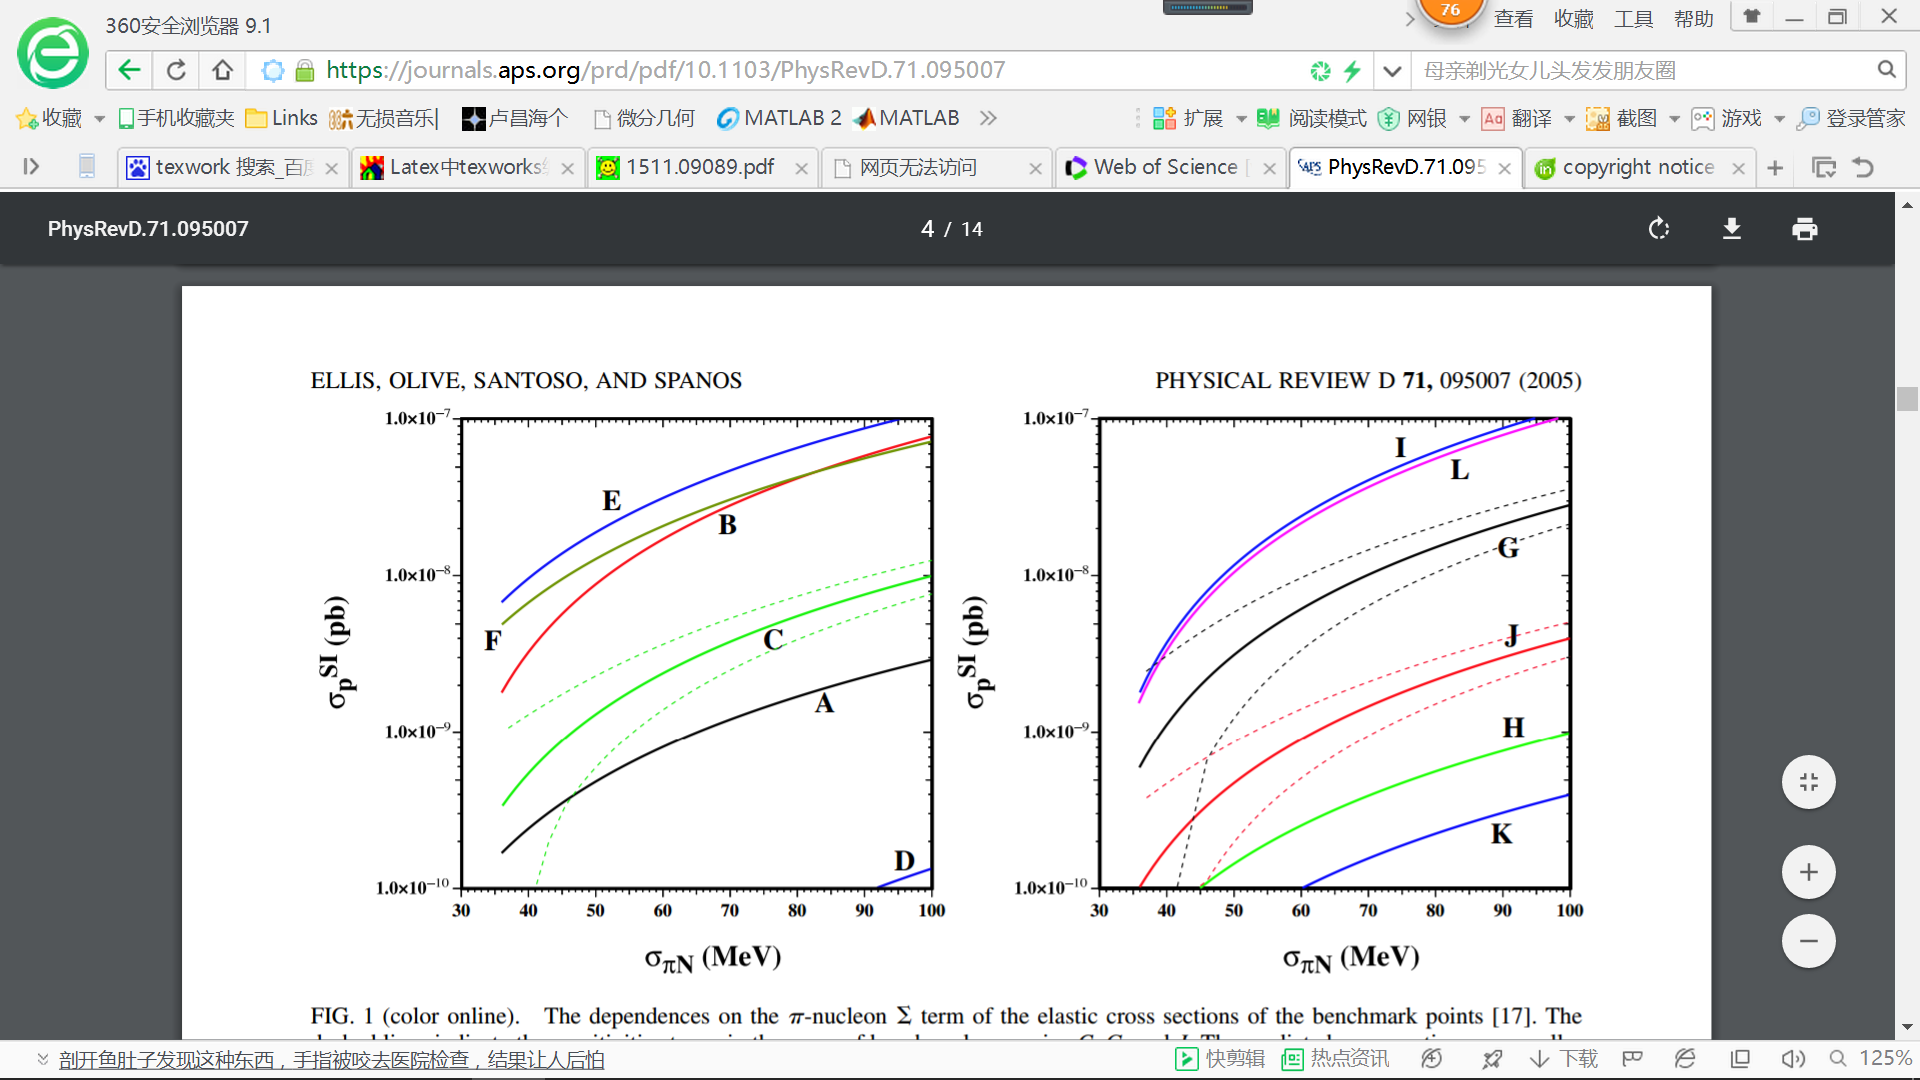 360安全浏览器 9.1
76
查看 收藏 工具 帮助
https://journals.aps.org/prd/pdf/10.1103/PhysRevD.71.095007
母亲剃光女儿头发发朋友圈
收藏 手机收藏夹 Links 无损音乐| 卢昌海个 微分几何 MATLAB 2 MATLAB »
扩展 阅读模式 网银 翻译 截图 游戏 登录管家
texwork 搜索_百度 Latex中texworks 1511.09089.pdf 网页无法访问 Web of Science [ PhysRevD.71.095 copyright notice
PhysRevD.71.095007
4 / 14
ELLIS, OLIVE, SANTOSO, AND SPANOS
PHYSICAL REVIEW D 71, 095007 (2005)
1.0×10⁻⁷
1.0×10⁻⁸
1.0×10⁻⁹
1.0×10⁻¹⁰
σₚ^SI (pb)
E
B
F
C
A
D
30 40 50 60 70 80 90 100
σ_πN (MeV)
1.0×10⁻⁷
1.0×10⁻⁸
1.0×10⁻⁹
1.0×10⁻¹⁰
σₚ^SI (pb)
I
L
G
J
H
K
30 40 50 60 70 80 90 100
σ_πN (MeV)
FIG. 1 (color online). The dependences on the π-nucleon Σ term of the elastic cross sections of the benchmark points [17]. The
剖开鱼肚子发现这种东西，手指被咬去医院检查，结果让人后怕
快剪辑 热点资讯 下载 125%